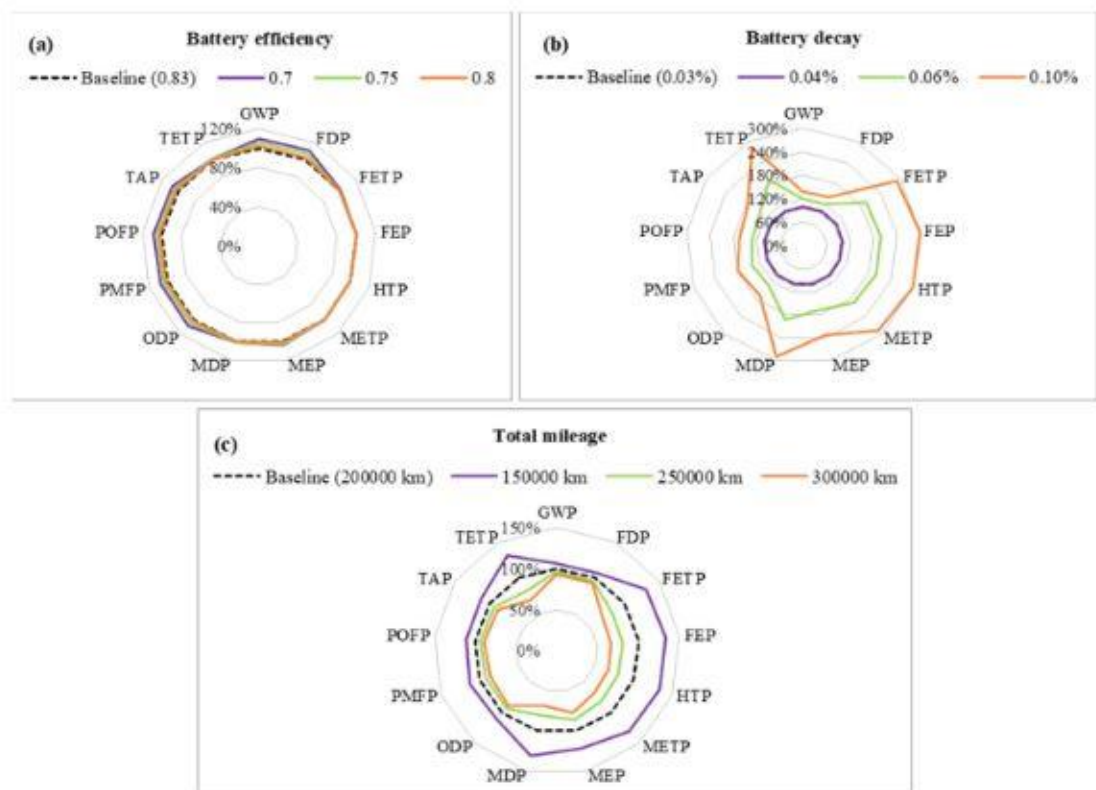 (a) Battery efficiency
Baseline (0.83) 0.7 0.75 0.8
GWP
120% FDP
TETP
80%
TAP FETP
40%
POFP 0% FEP
PMFP HTP
ODP METP
MDP MEP
(b) Battery decay
Baseline (0.03%) 0.04% 0.06% 0.10%
GWP
300% FDP
TETP 240%
TAP 180% FETP
120%
60%
POFP 0% FEP
PMFP HTP
ODP METP
MDP MEP
(c) Total mileage
Baseline (200000 km) 150000 km 250000 km 300000 km
GWP
150%
TETP FDP
100%
TAP FETP
50%
POFP FEP
0%
PMFP HTP
ODP METP
MDP MEP